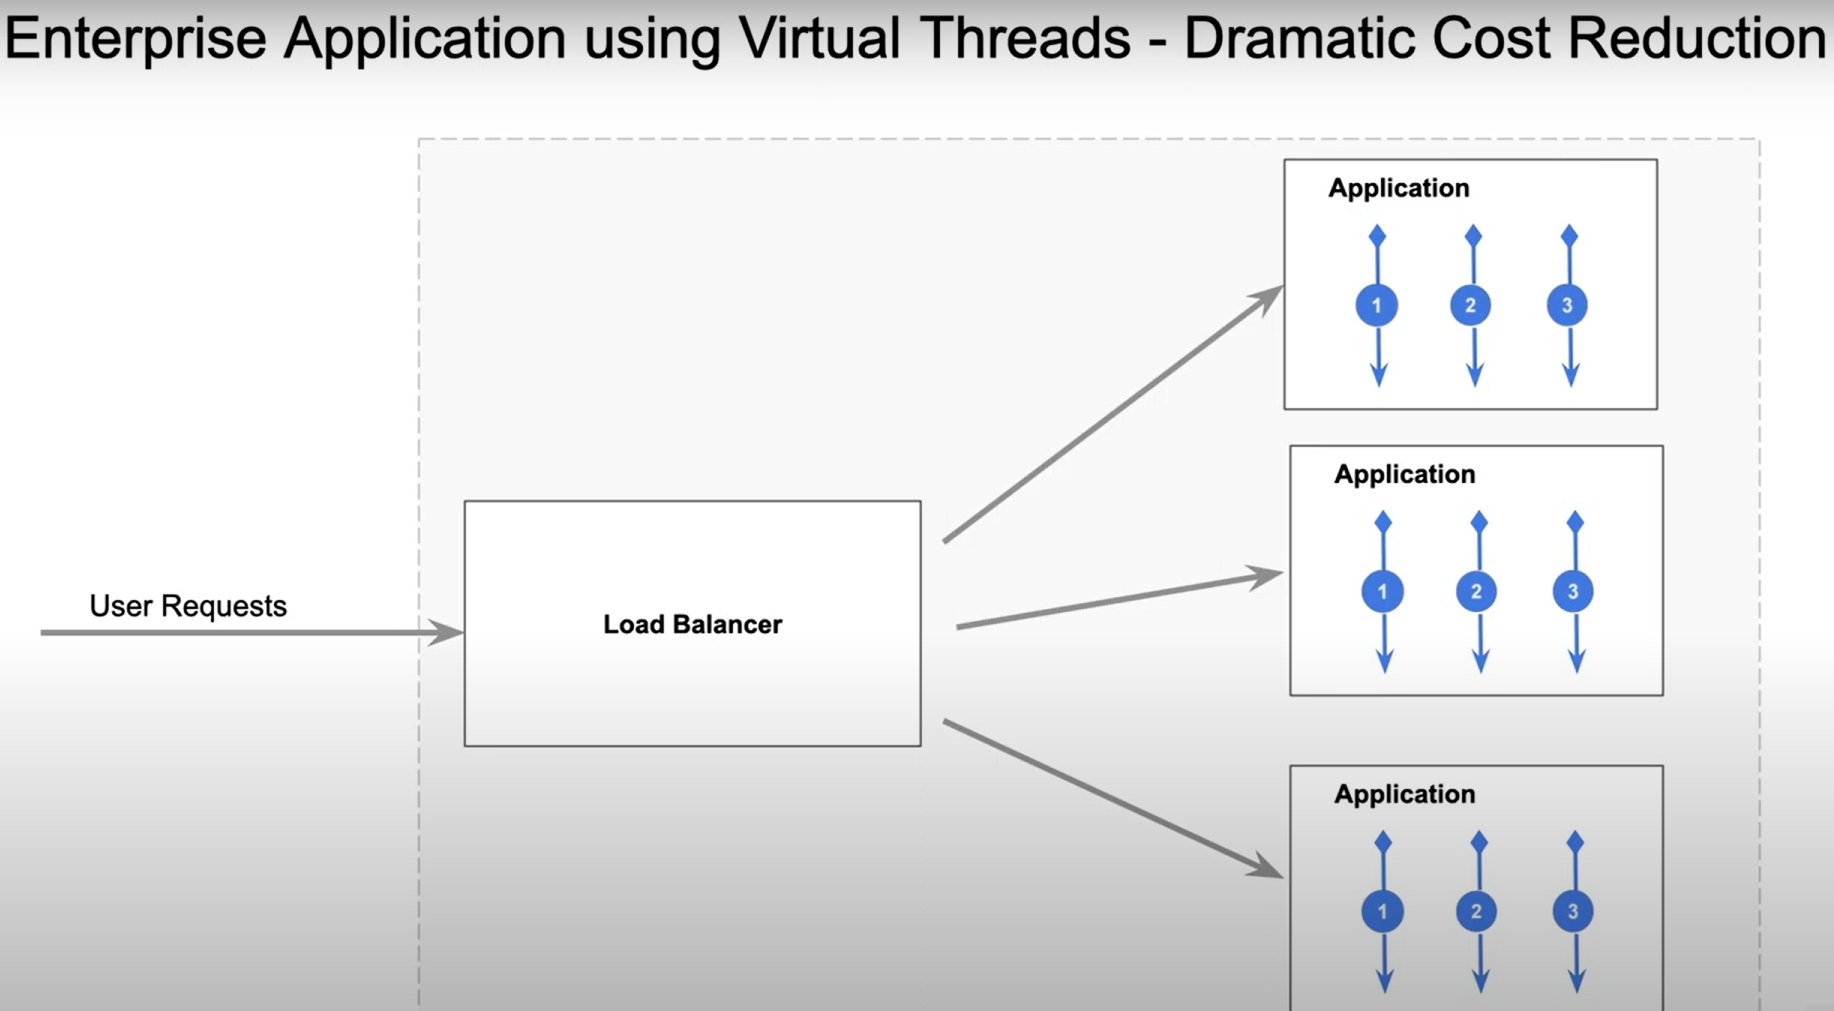 Enterprise Application using Virtual Threads - Dramatic Cost Reduction
Application
1 2 3
Application
1 2 3
User Requests
Load Balancer
Application
1 2 3